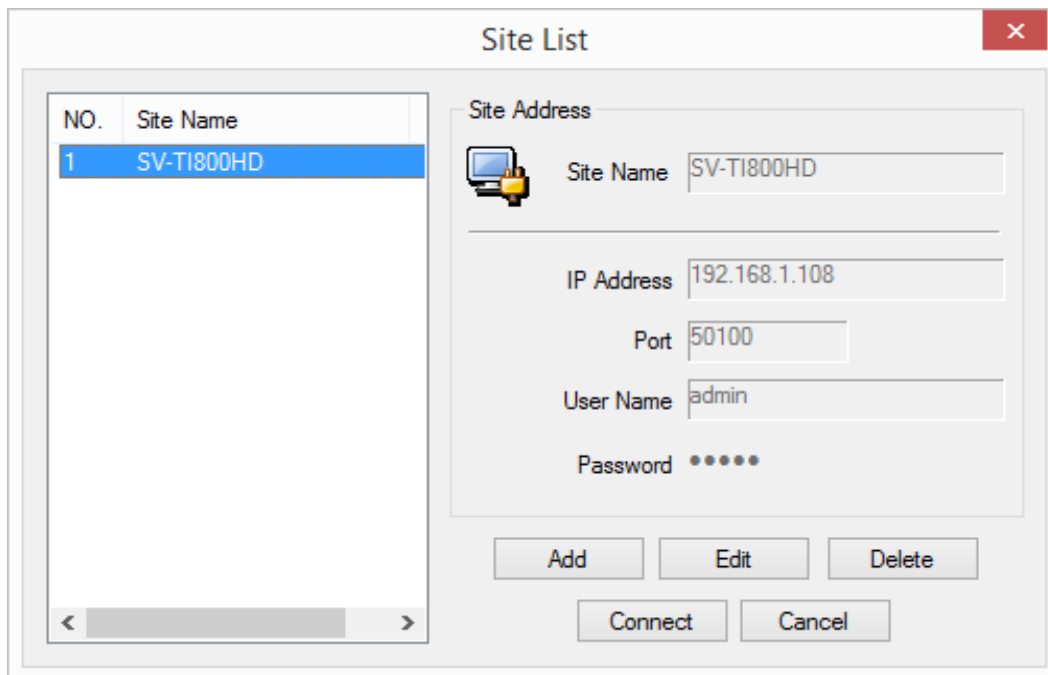 Site List
NO. Site Name
1 SV-TI800HD
Site Address
Site Name SV-TI800HD
IP Address 192.168.1.108
Port 50100
User Name admin
Password •••••
Add Edit Delete
Connect Cancel